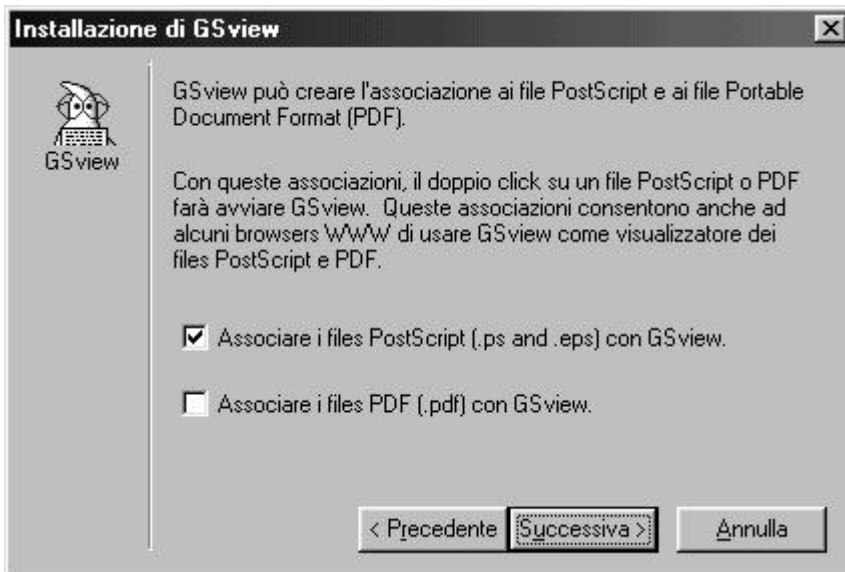 Installazione di GSview
GSview
GSview può creare l'associazione ai file PostScript e ai file Portable
Document Format (PDF).
Con queste associazioni, il doppio click su un file PostScript o PDF
farà avviare GSview. Queste associazioni consentono anche ad
alcuni browsers WWW di usare GSview come visualizzatore dei
files PostScript e PDF.
Associare i files PostScript (.ps and .eps) con GSview.
Associare i files PDF (.pdf) con GSview.
< Precedente Successiva > Annulla